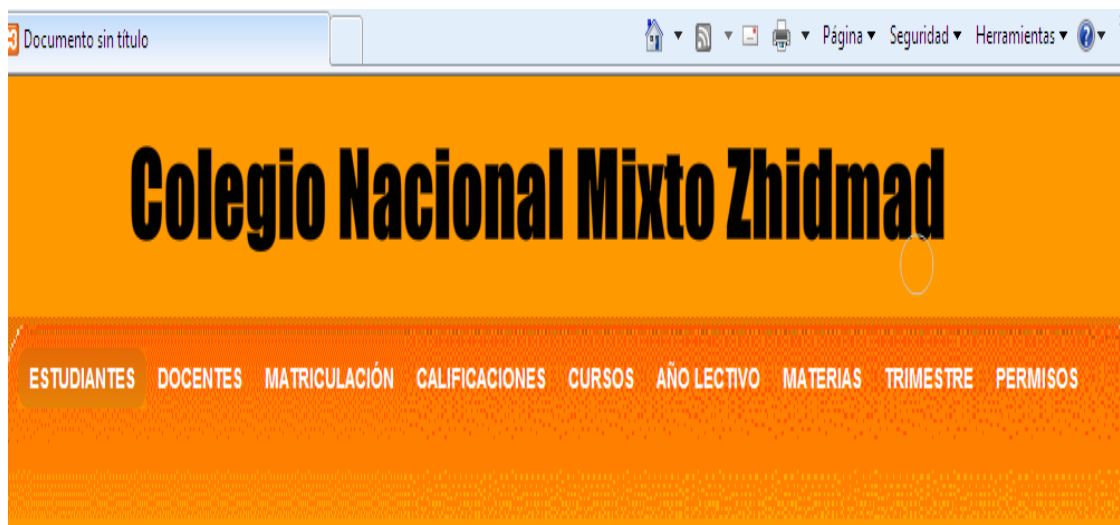 Documento sin título
Página Seguridad Herramientas
Colegio Nacional Mixto Zhidmad
ESTUDIANTES DOCENTES MATRICULACIÓN CALIFICACIONES CURSOS AÑO LECTIVO MATERIAS TRIMESTRE PERMISOS